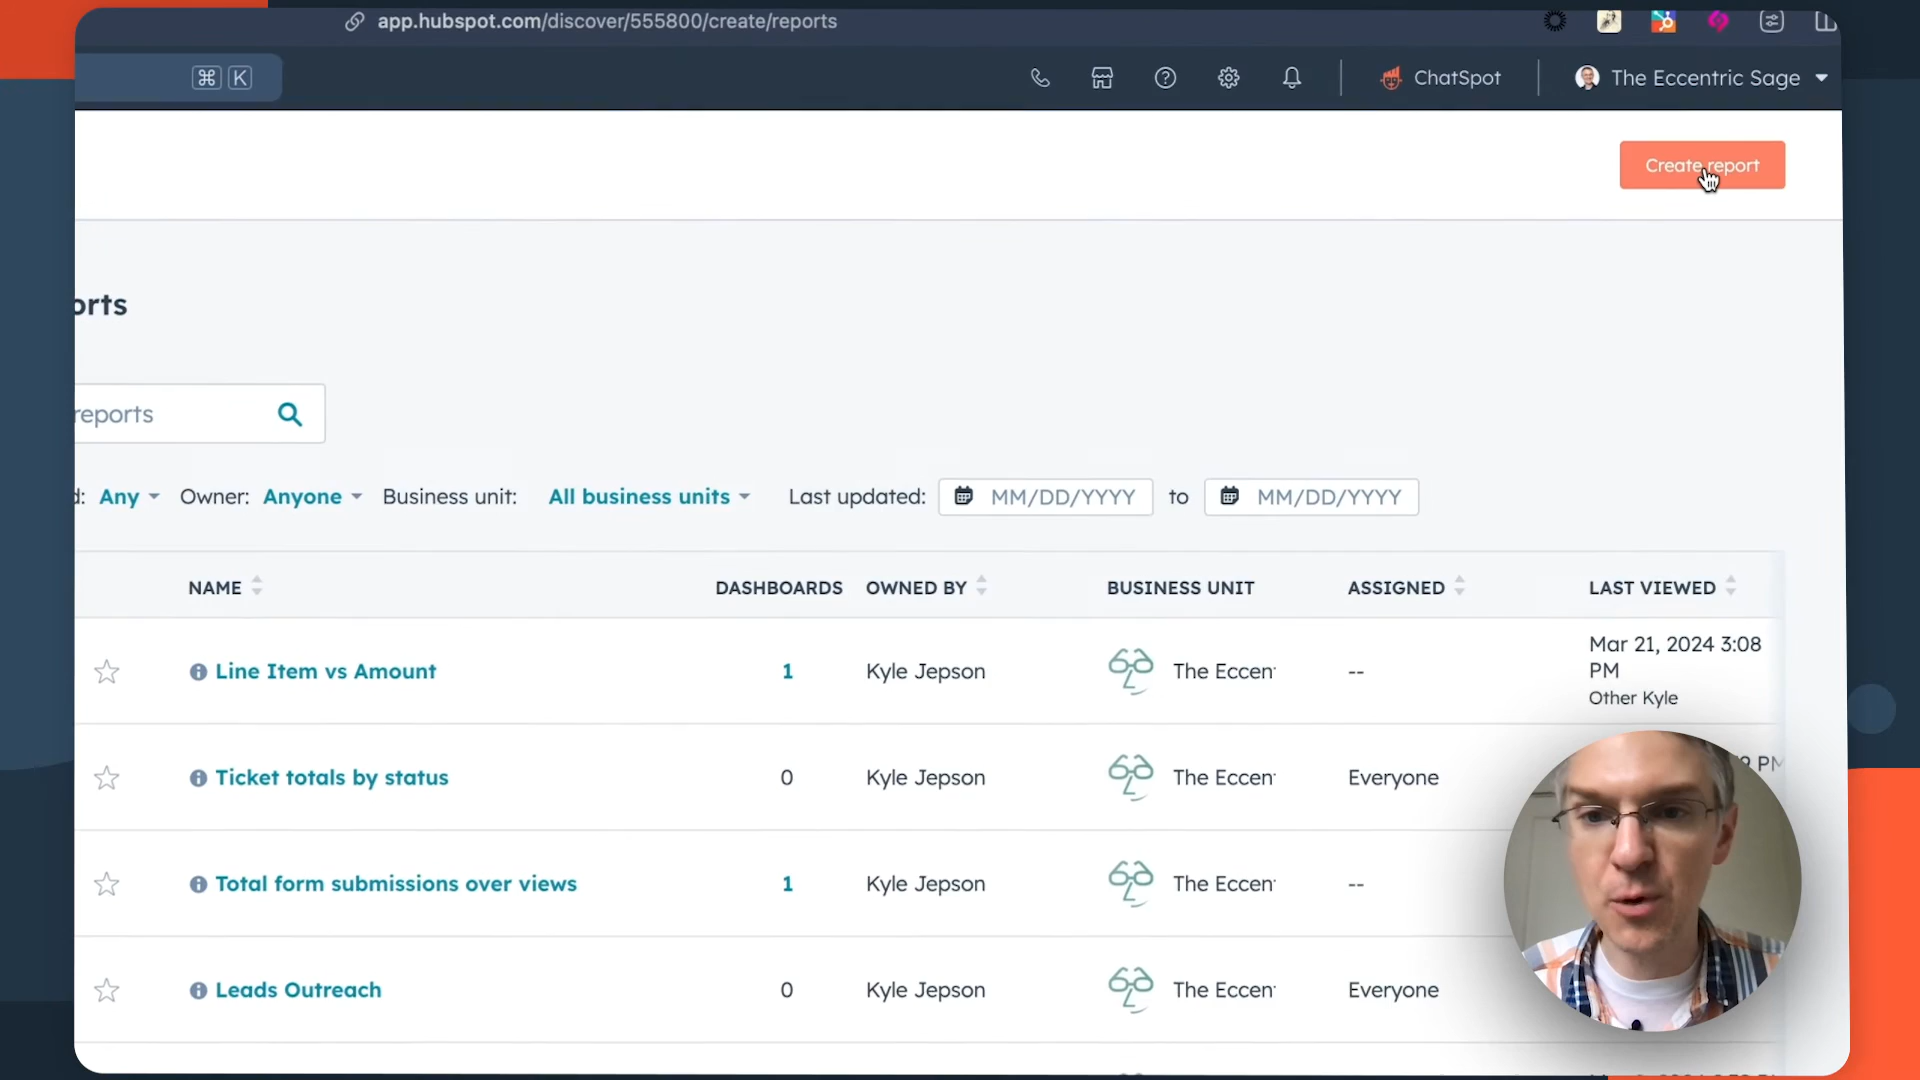 app.hubspot.com/discover/555800/create/reports
⌘ K
ChatSpot
The Eccentric Sage
Create report
orts
reports
d: Any Owner: Anyone Business unit: All business units Last updated: MM/DD/YYYY to MM/DD/YYYY
NAME DASHBOARDS OWNED BY BUSINESS UNIT ASSIGNED LAST VIEWED
Line Item vs Amount 1 Kyle Jepson The Eccen -- Mar 21, 2024 3:08
PM
Other Kyle
Ticket totals by status 0 Kyle Jepson The Eccen Everyone PM
Total form submissions over views 1 Kyle Jepson The Eccen --
Leads Outreach 0 Kyle Jepson The Eccen Everyone